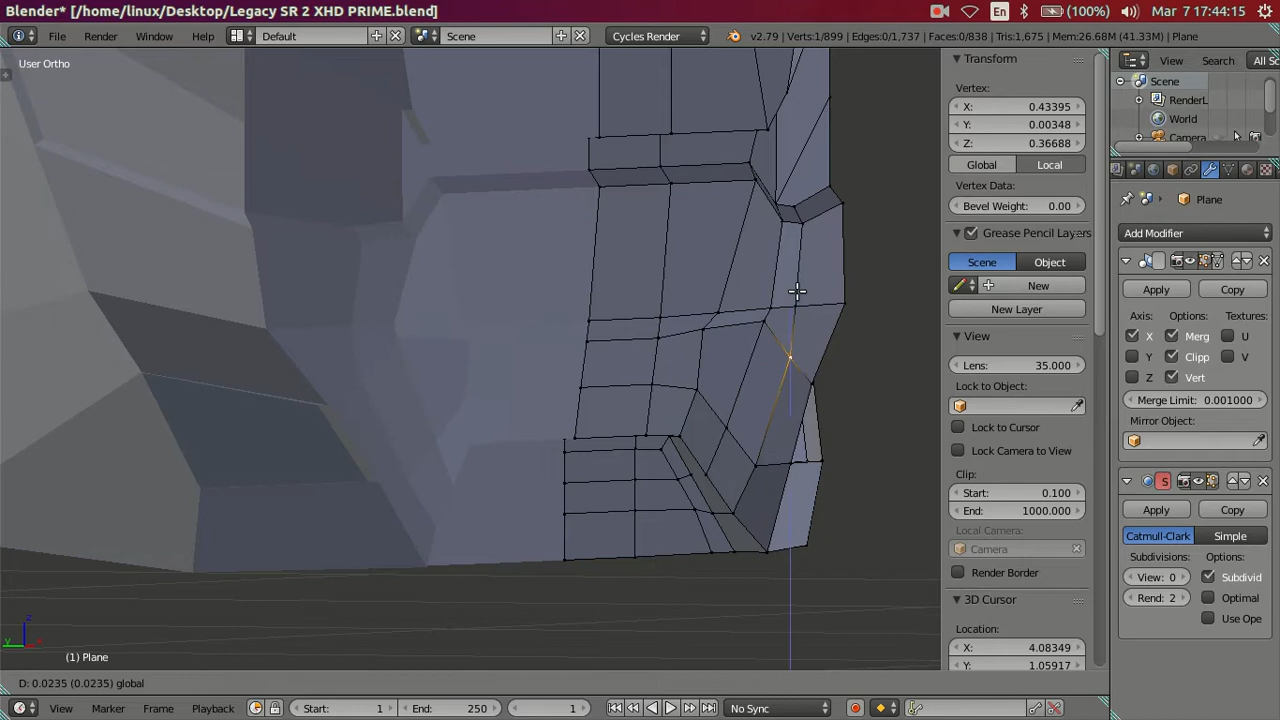 Blender* [/home/linux/Desktop/Legacy SR 2 XHD PRIME.blend]
En (100%) Mar 7 17:44:15
File Render Window Help Default Scene Cycles Render v2.79 | Verts:1/899 | Edges:0/1,737 | Faces:0/838 | Tris:1,675 | Mem:26.68M (41.33M) | Plane
User Ortho
Transform
Vertex:
X: 0.43395
Y: 0.00348
Z: 0.36688
Global Local
Vertex Data:
Bevel Weight: 0.00
Grease Pencil Layers
Scene Object
New
New Layer
View
Lens: 35.000
Lock to Object:
Lock to Cursor
Lock Camera to View
Clip:
Start: 0.100
End: 1000.000
Local Camera:
Camera
Render Border
3D Cursor
Location:
X: 4.08349
Y: 1.05917
View Search All Sc
Scene
RenderL
World
Camera
Plane
Add Modifier
Apply Copy
Axis: Options: Textures:
X Merg U
Y Clipp V
Z Vert
Merge Limit: 0.001000
Mirror Object:
S
Apply Copy
Catmull-Clark Simple
Subdivisions: Options:
View: 0 Subdivid
Rend: 2 Optimal
Use Ope
z
y
(1) Plane
D: 0.0235 (0.0235) global
View Marker Frame Playback Start: 1 End: 250 1 No Sync